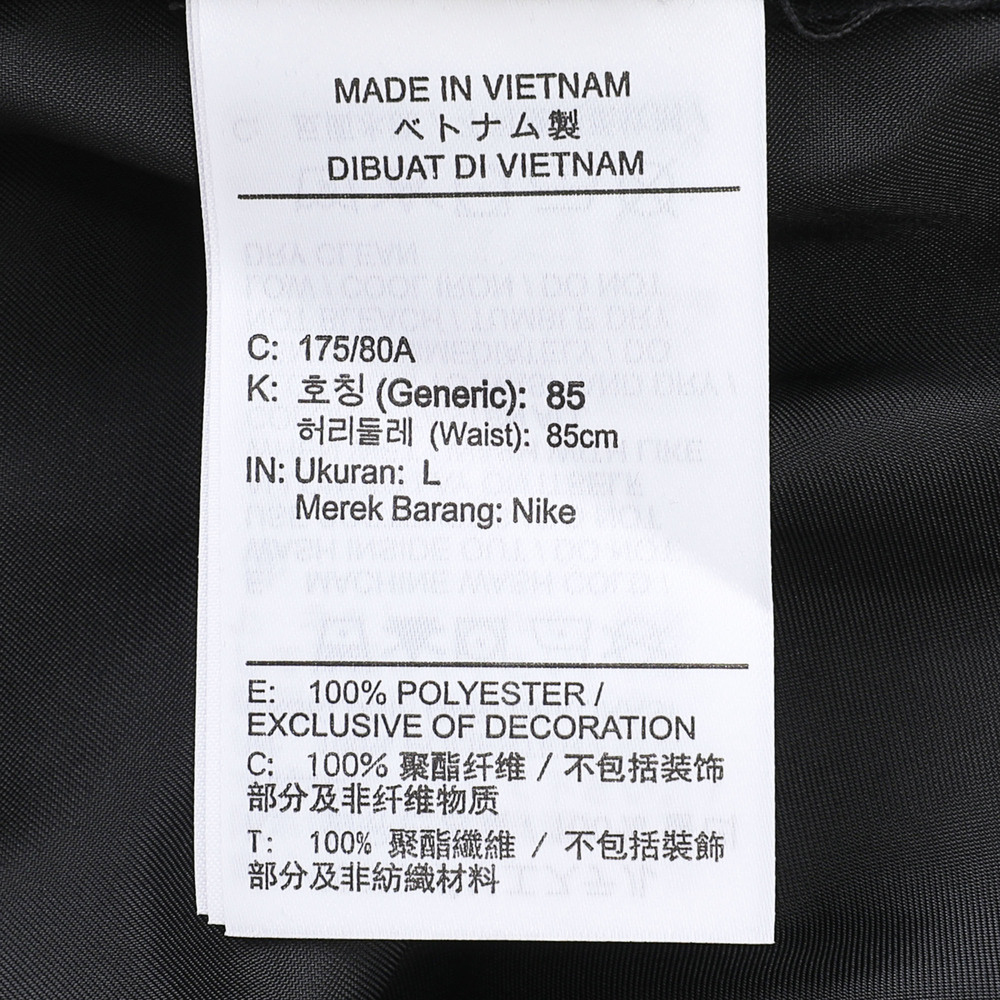 MADE IN VIETNAM
ベトナム製
DIBUAT DI VIETNAM
C: 175/80A
K: 호칭 (Generic): 85
허리둘레 (Waist): 85cm
IN: Ukuran: L
Merek Barang: Nike
E: 100% POLYESTER /
EXCLUSIVE OF DECORATION
C: 100% 聚酯纤维 / 不包括装饰
部分及非纤维物质
T: 100% 聚酯纖維 / 不包括裝飾
部分及非紡織材料